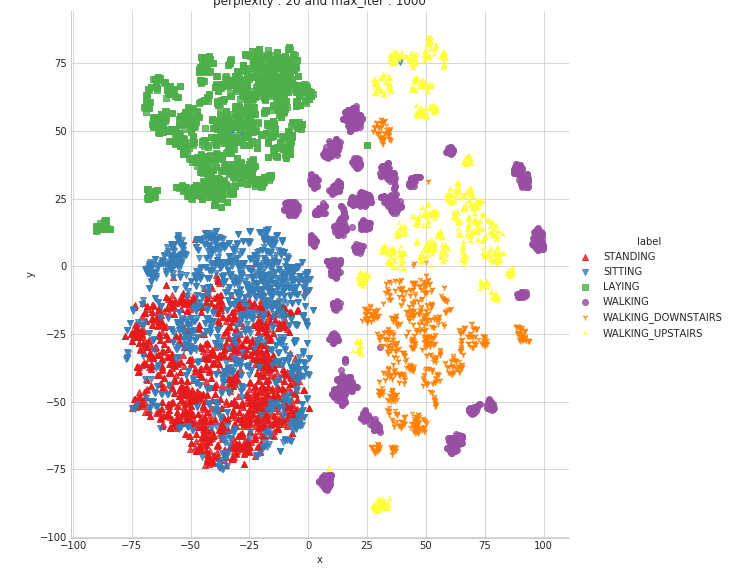 perplexity : 20 and max_iter : 1000
75
50
25
0
−25
−50
−75
−100
y
−100 −75 −50 −25 0 25 50 75 100
x
label
STANDING
SITTING
LAYING
WALKING
WALKING_DOWNSTAIRS
WALKING_UPSTAIRS